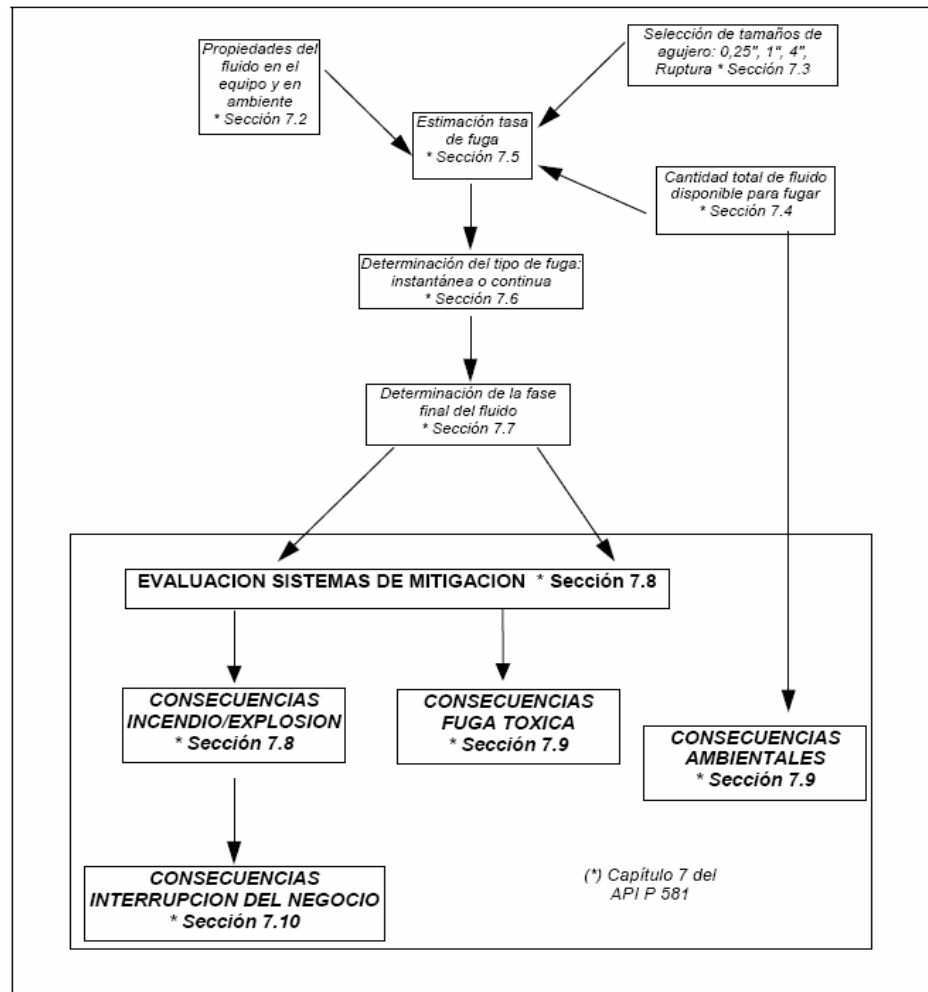 Propiedades del
fluido en el
equipo y en
ambiente
* Sección 7.2
Selección de tamaños de
agujero: 0,25", 1", 4",
Ruptura * Sección 7.3
Estimación tasa
de fuga
* Sección 7.5
Cantidad total de fluido
disponible para fugar
* Sección 7.4
Determinación del tipo de fuga:
instantánea o continua
* Sección 7.6
Determinación de la fase
final del fluido
* Sección 7.7
EVALUACION SISTEMAS DE MITIGACION * Sección 7.8
CONSECUENCIAS
INCENDIO/EXPLOSION
* Sección 7.8
CONSECUENCIAS
FUGA TOXICA
* Sección 7.9
CONSECUENCIAS
AMBIENTALES
* Sección 7.9
CONSECUENCIAS
INTERRUPCION DEL NEGOCIO
* Sección 7.10
(*) Capítulo 7 del
API P 581